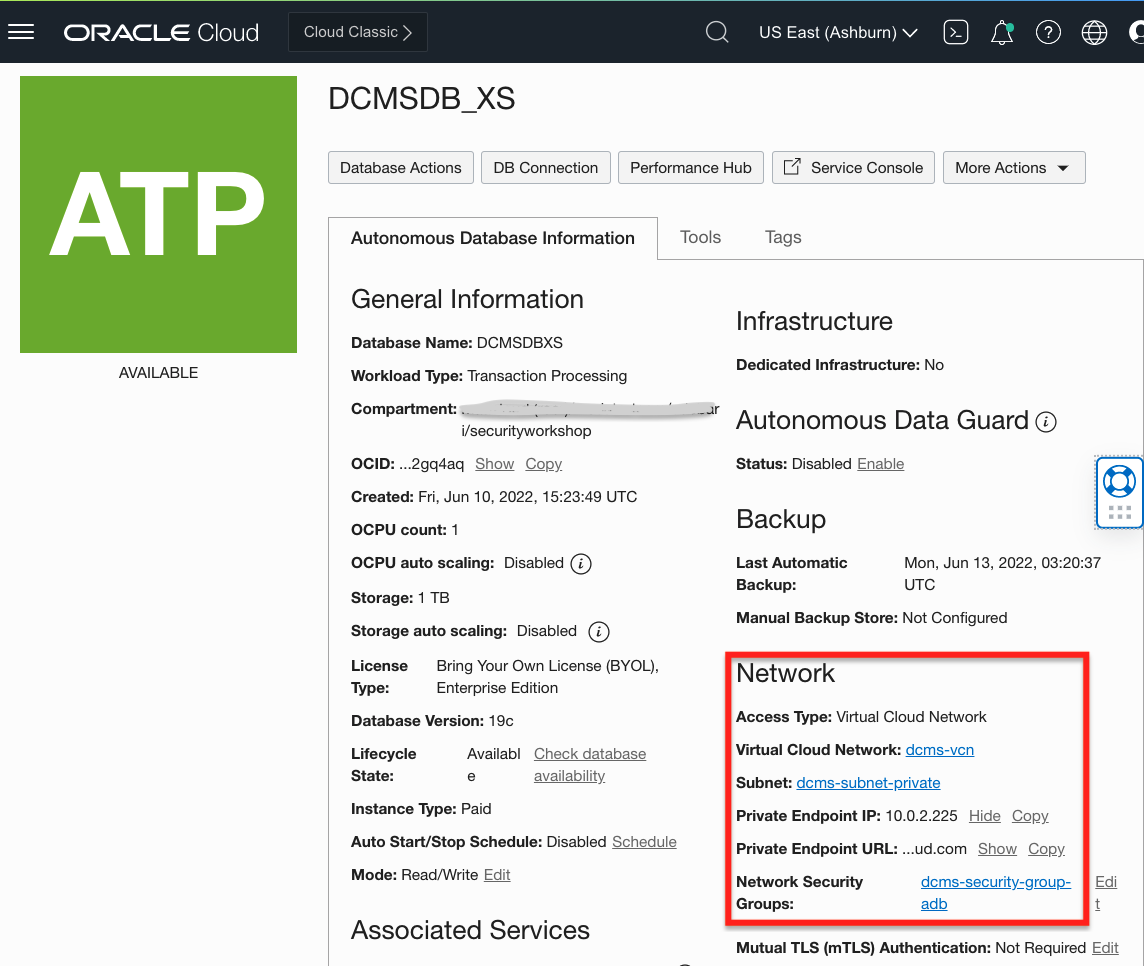 ORACLE Cloud
Cloud Classic
US East (Ashburn)
ATP
AVAILABLE
DCMSDB_XS
Database Actions
DB Connection
Performance Hub
Service Console
More Actions
Autonomous Database Information
Tools
Tags
General Information
Database Name: DCMSDBXS
Workload Type: Transaction Processing
Compartment:
i/securityworkshop
OCID: ...2gq4aq Show Copy
Created: Fri, Jun 10, 2022, 15:23:49 UTC
OCPU count: 1
OCPU auto scaling: Disabled
Storage: 1 TB
Storage auto scaling: Disabled
License Bring Your Own License (BYOL),
Type: Enterprise Edition
Database Version: 19c
Lifecycle Availabl Check database
State: e availability
Instance Type: Paid
Auto Start/Stop Schedule: Disabled Schedule
Mode: Read/Write Edit
Associated Services
Infrastructure
Dedicated Infrastructure: No
Autonomous Data Guard
Status: Disabled Enable
Backup
Last Automatic Mon, Jun 13, 2022, 03:20:37
Backup: UTC
Manual Backup Store: Not Configured
Network
Access Type: Virtual Cloud Network
Virtual Cloud Network: dcms-vcn
Subnet: dcms-subnet-private
Private Endpoint IP: 10.0.2.225 Hide Copy
Private Endpoint URL: ...ud.com Show Copy
Network Security dcms-security-group- Edi
Groups: adb t
Mutual TLS (mTLS) Authentication: Not Required Edit